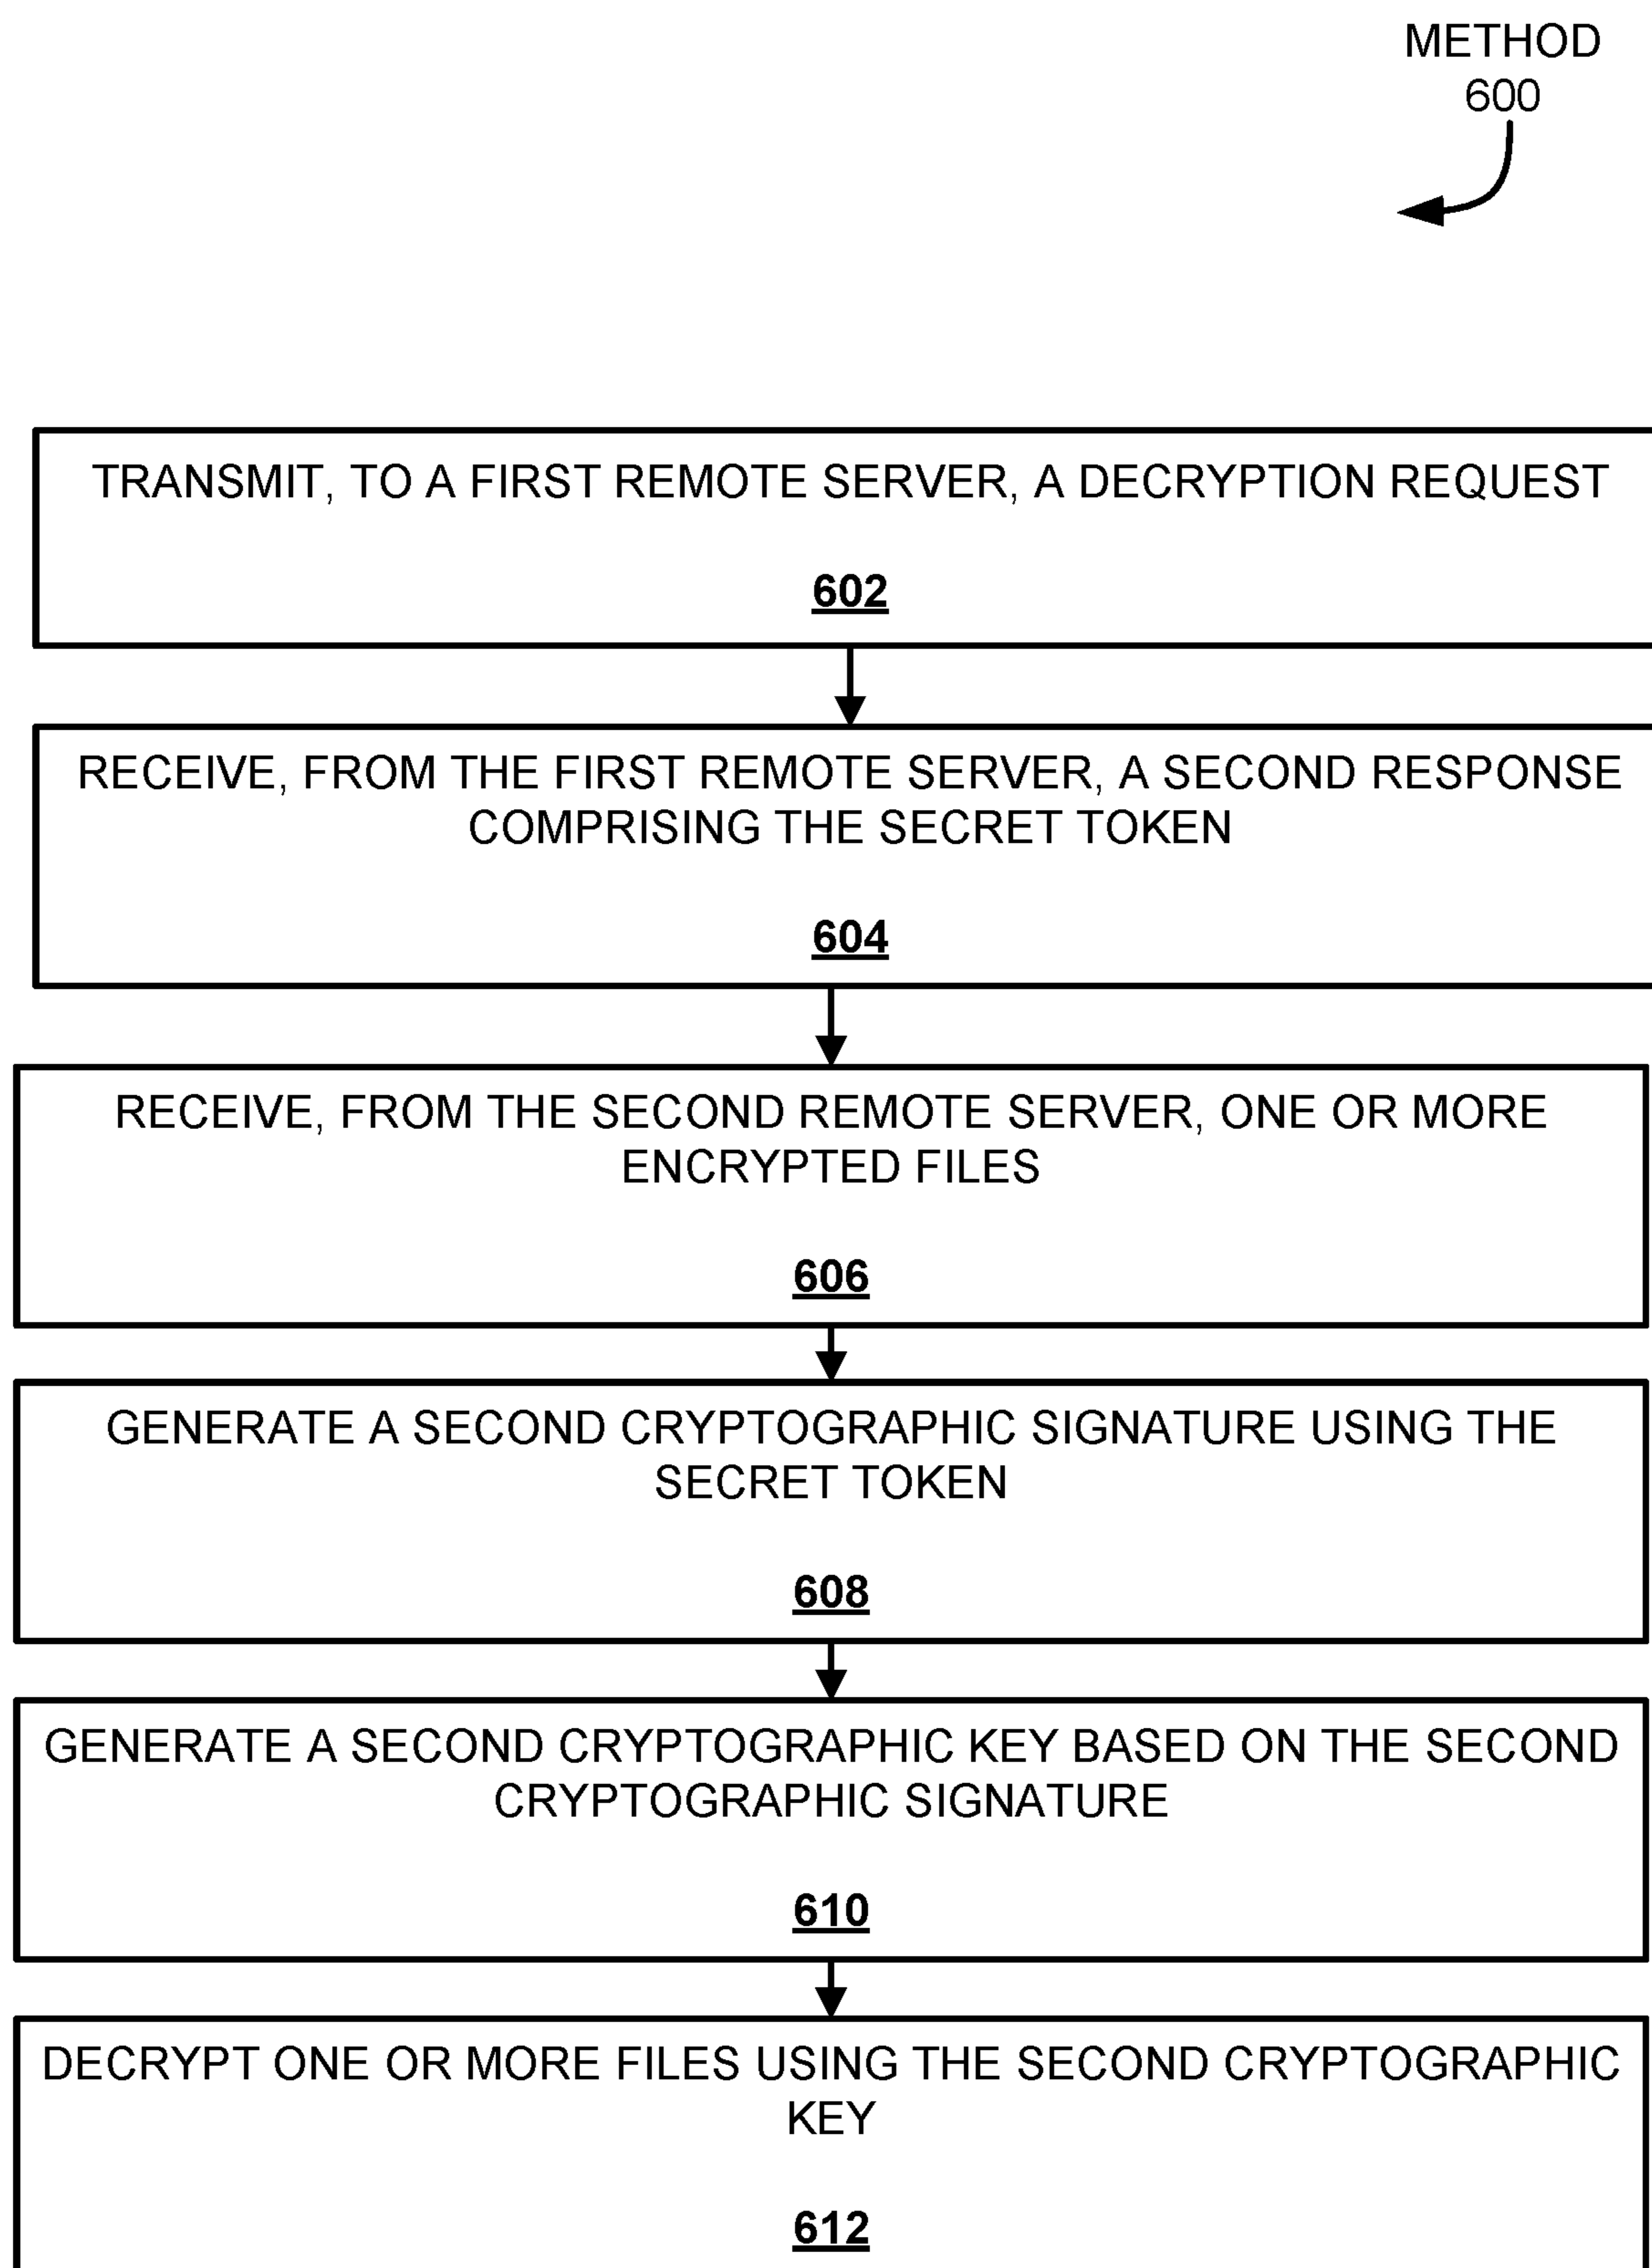 METHOD
600
TRANSMIT, TO A FIRST REMOTE SERVER, A DECRYPTION REQUEST
602
RECEIVE, FROM THE FIRST REMOTE SERVER, A SECOND RESPONSE
COMPRISING THE SECRET TOKEN
604
RECEIVE, FROM THE SECOND REMOTE SERVER, ONE OR MORE
ENCRYPTED FILES
606
GENERATE A SECOND CRYPTOGRAPHIC SIGNATURE USING THE
SECRET TOKEN
608
GENERATE A SECOND CRYPTOGRAPHIC KEY BASED ON THE SECOND
CRYPTOGRAPHIC SIGNATURE
610
DECRYPT ONE OR MORE FILES USING THE SECOND CRYPTOGRAPHIC
KEY
612